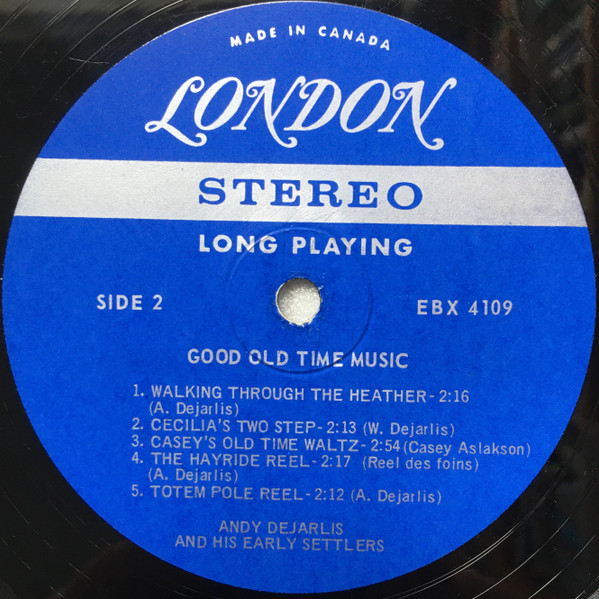 MADE IN CANADA
LONDON
STEREO
LONG PLAYING
SIDE 2
EBX 4109
GOOD OLD TIME MUSIC
1. WALKING THROUGH THE HEATHER - 2:16
(A. Dejarlis)
2. CECILIA'S TWO STEP - 2:13 (W. Dejarlis)
3. CASEY'S OLD TIME WALTZ - 2:54 (Casey Aslakson)
4. THE HAYRIDE REEL - 2:17 (Reel des foins)
(A. Dejarlis)
5. TOTEM POLE REEL - 2:12 (A. Dejarlis)
ANDY DEJARLIS
AND HIS EARLY SETTLERS